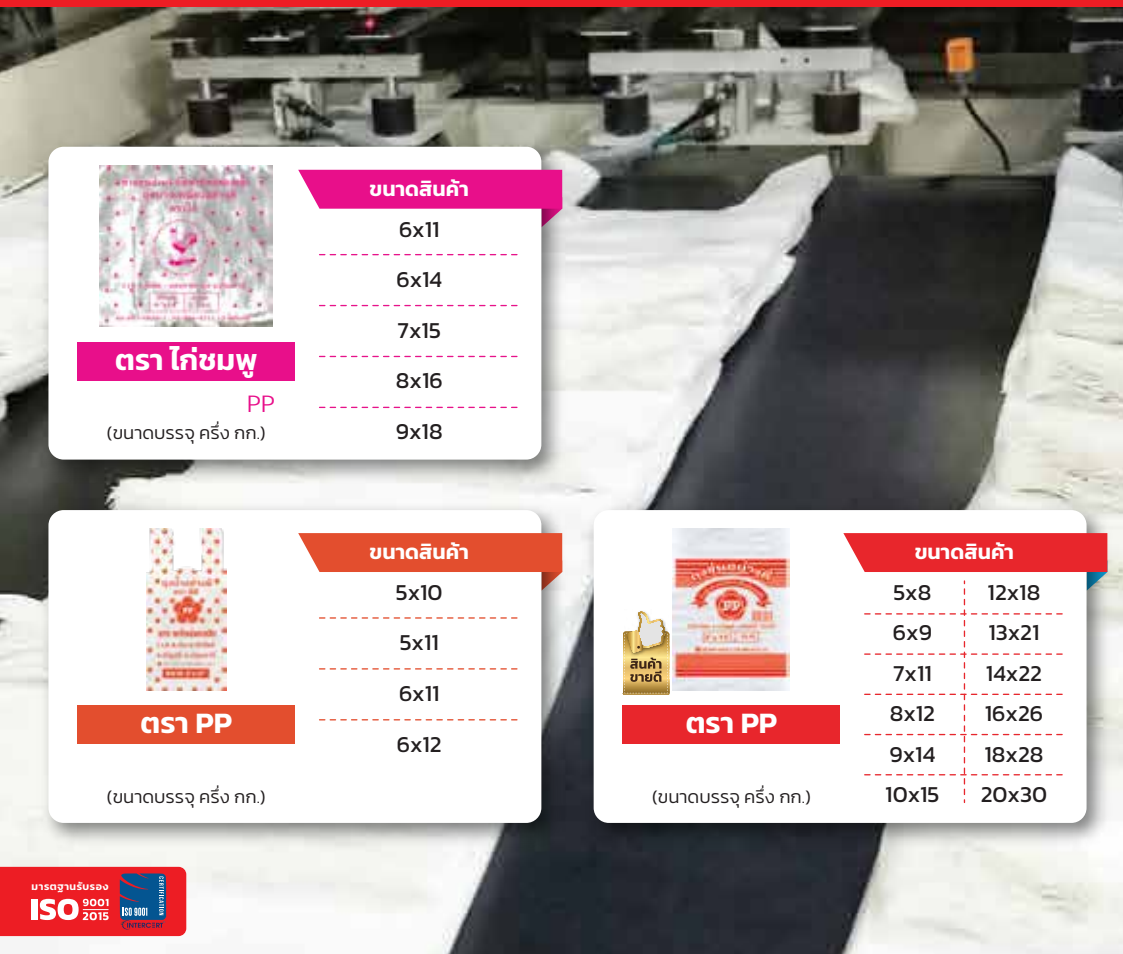 ขนาดสินค้า
6x11
6x14
7x15
8x16
9x18
ตรา ไก่ชมพู
PP
(ขนาดบรรจุ ครึ่ง กก.)
ขนาดสินค้า
5x10
5x11
6x11
6x12
PP
ตรา PP
(ขนาดบรรจุ ครึ่ง กก.)
ขนาดสินค้า
5x8 12x18
6x9 13x21
7x11 14x22
8x12 16x26
9x14 18x28
10x15 20x30
PP
สินค้า
ขายดี
ตรา PP
(ขนาดบรรจุ ครึ่ง กก.)
มารตฐานรับรอง
ISO 9001
2015
ISO 9001
CERTIFICATION
INTERCERT